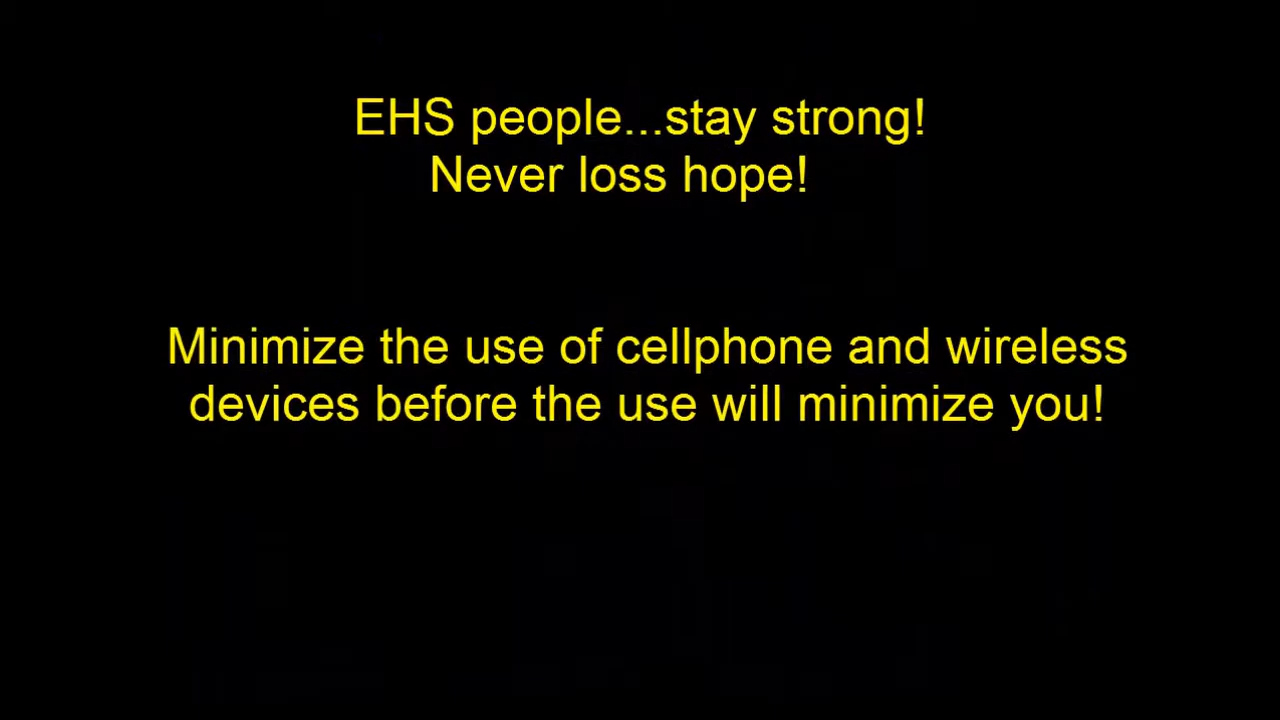 EHS people...stay strong!
Never loss hope!
Minimize the use of cellphone and wireless
devices before the use will minimize you!